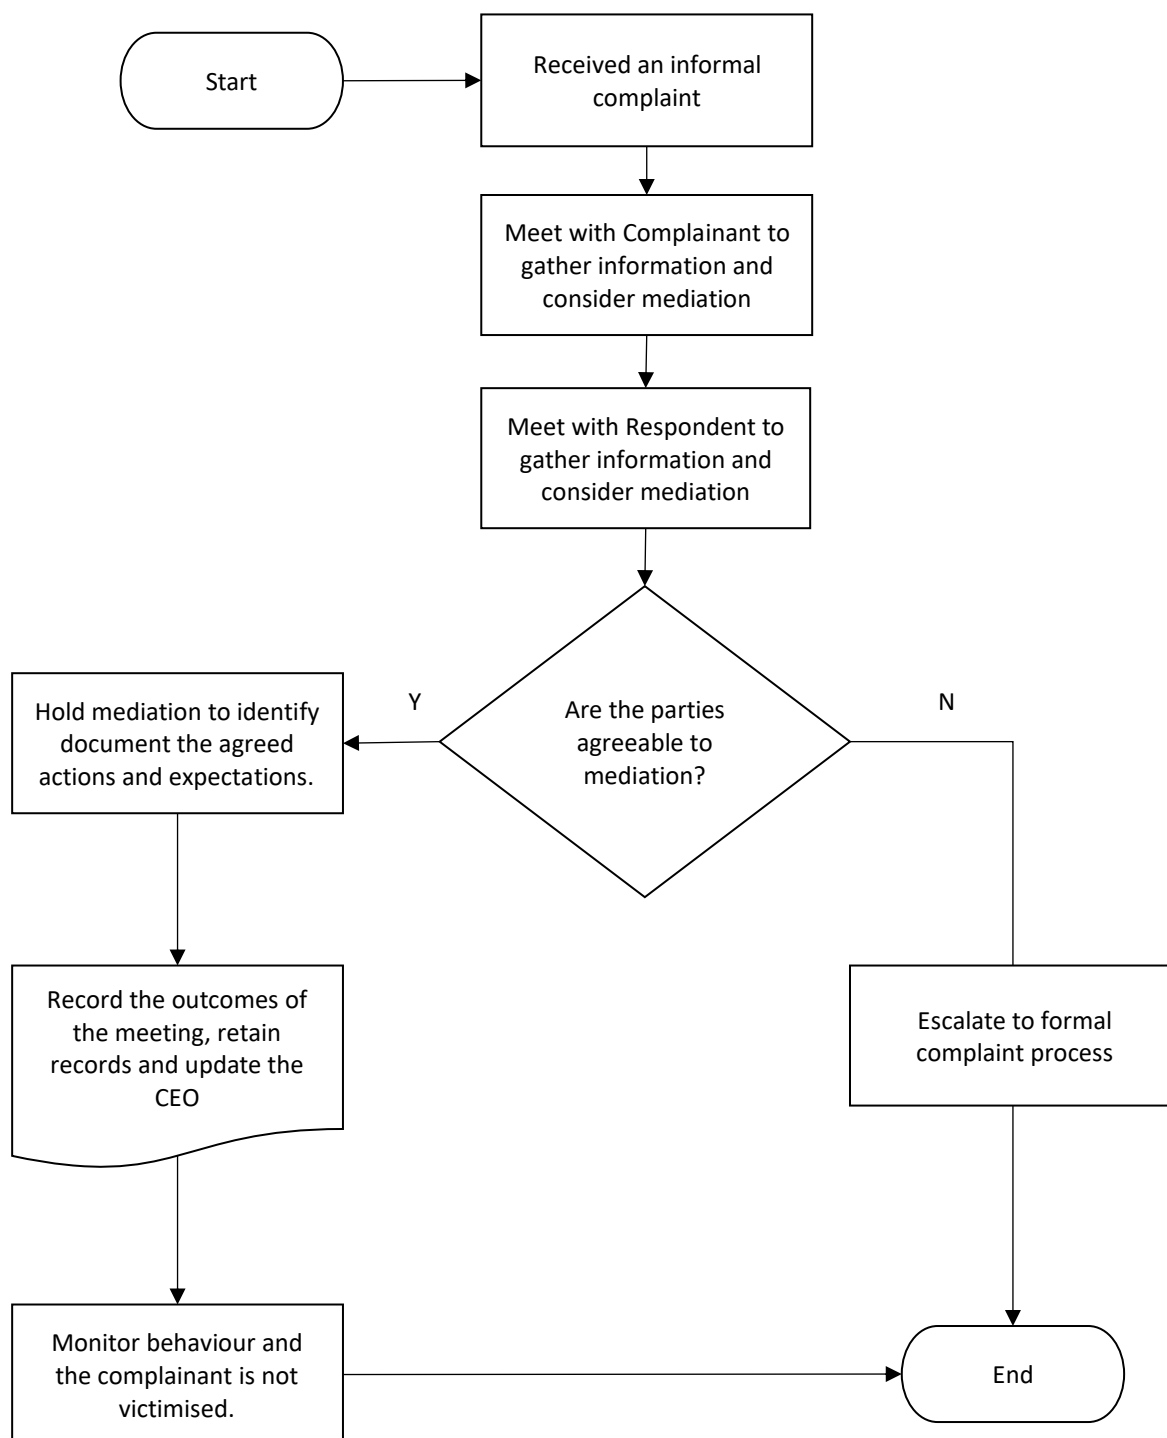 Start
Received an informal
complaint
Meet with Complainant to
gather information and
consider mediation
Meet with Respondent to
gather information and
consider mediation
Are the parties
agreeable to
mediation?
Y
N
Hold mediation to identify
document the agreed
actions and expectations.
Record the outcomes of
the meeting, retain
records and update the
CEO
Escalate to formal
complaint process
Monitor behaviour and
the complainant is not
victimised.
End